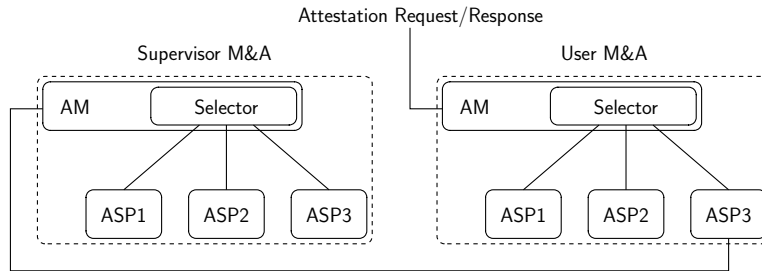 Attestation Request/Response
Supervisor M&A
User M&A
AM
Selector
AM
Selector
ASP1
ASP2
ASP3
ASP1
ASP2
ASP3